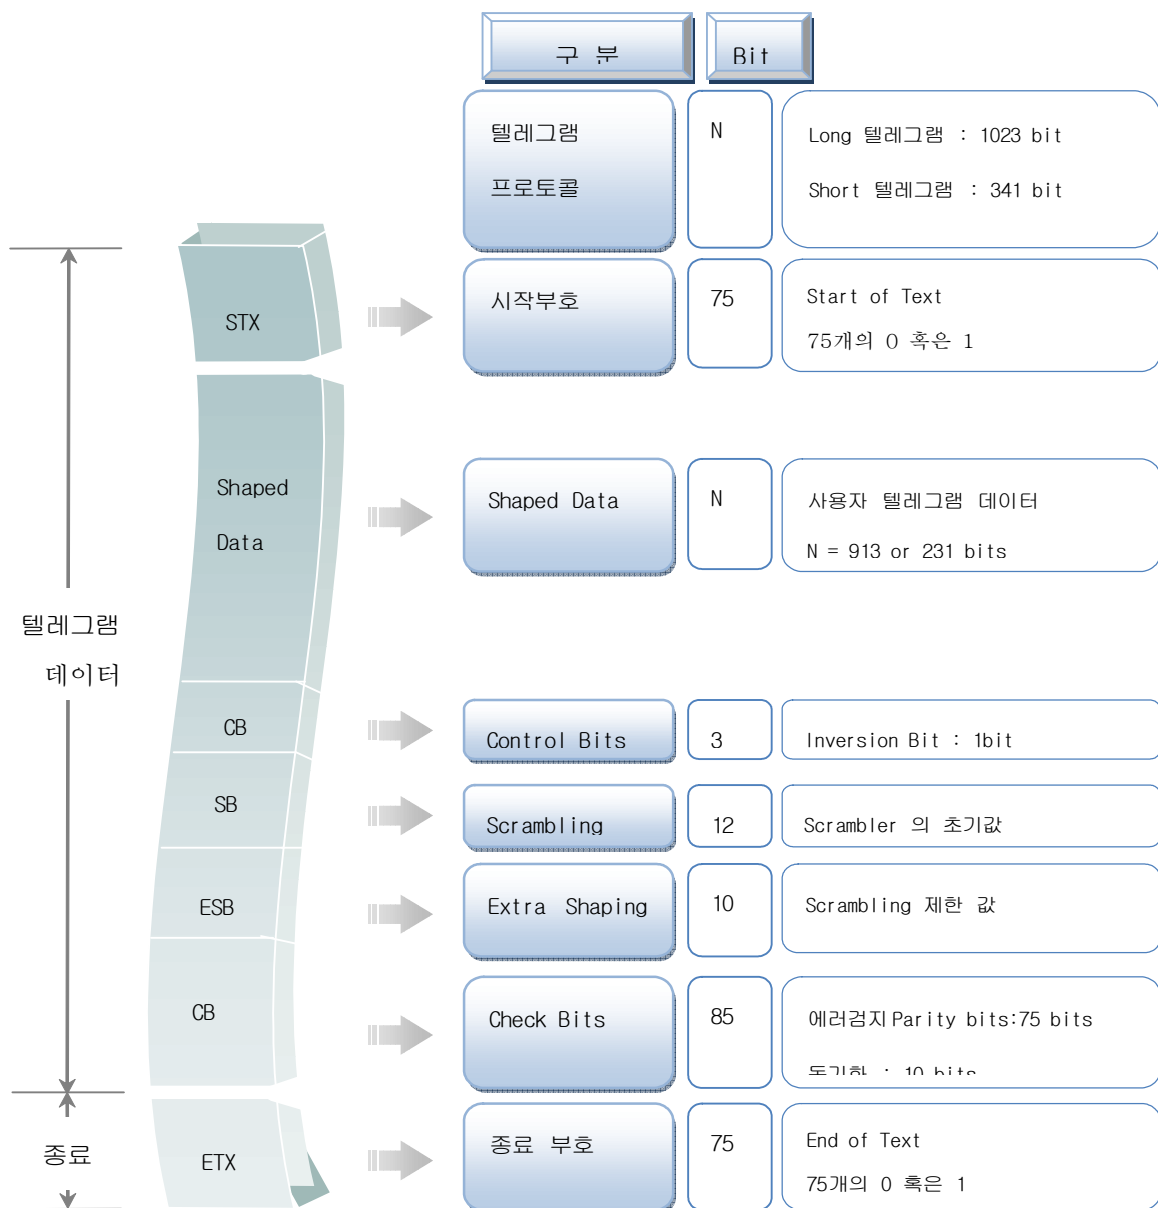 구 분
Bit
텔레그램
프로토콜
N
Long 텔레그램 : 1023 bit
Short 텔레그램 : 341 bit
STX
시작부호
75
Start of Text
75개의 0 혹은 1
Shaped
Data
Shaped Data
N
사용자 텔레그램 데이터
N = 913 or 231 bits
텔레그램
데이터
CB
Control Bits
3
Inversion Bit : 1bit
SB
Scrambling
12
Scrambler 의 초기값
ESB
Extra Shaping
10
Scrambling 제한 값
CB
Check Bits
85
에러검지 Parity bits:75 bits
동기화 : 10 bits
종료
ETX
종료 부호
75
End of Text
75개의 0 혹은 1